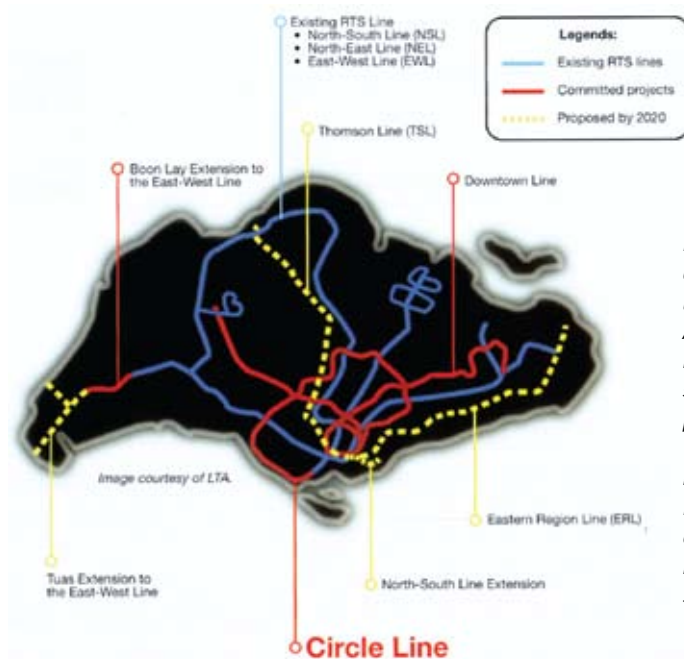 Existing RTS Line
• North-South Line (NSL)
• North-East Line (NEL)
• East-West Line (EWL)
Legends:
Existing RTS lines
Committed projects
Proposed by 2020
Thomson Line (TSL)
Boon Lay Extension to
the East-West Line
Downtown Line
Image courtesy of LTA.
Eastern Region Line (ERL)
Tuas Extension to
the East-West Line
North-South Line Extension
Circle Line